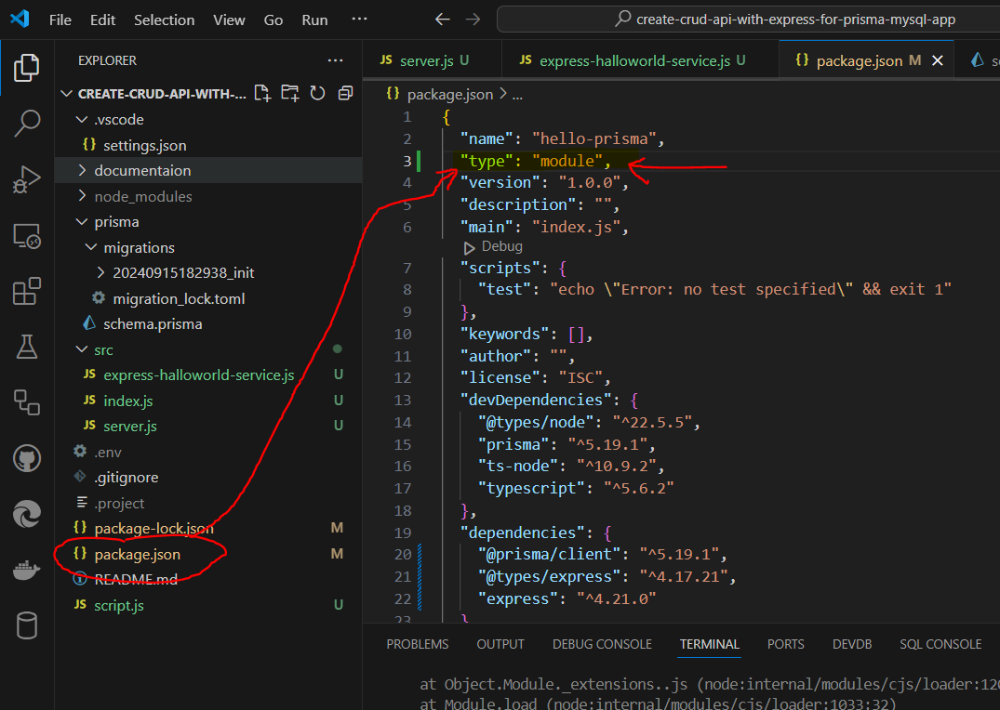 File Edit Selection View Go Run ··· create-crud-api-with-express-for-prisma-mysql-app
EXPLORER ···
CREATE-CRUD-API-WITH-...
.vscode
settings.json
documentaion
node_modules
prisma
migrations
20240915182938_init
migration_lock.toml
schema.prisma
src
JS express-halloworld-service.js U
JS index.js U
JS server.js U
.env
.gitignore
.project
{} package-lock.json M
{} package.json M
README.md
JS script.js U
JS server.js U JS express-halloworld-service.js U {} package.json M
{} package.json > ...
1 {
2 "name": "hello-prisma",
3 "type": "module",
4 "version": "1.0.0",
5 "description": "",
6 "main": "index.js",
Debug
7 "scripts": {
8 "test": "echo \"Error: no test specified\" && exit 1"
9 },
10 "keywords": [],
11 "author": "",
12 "license": "ISC",
13 "devDependencies": {
14 "@types/node": "^22.5.5",
15 "prisma": "^5.19.1",
16 "ts-node": "^10.9.2",
17 "typescript": "^5.6.2"
18 },
19 "dependencies": {
20 "@prisma/client": "^5.19.1",
21 "@types/express": "^4.17.21",
22 "express": "^4.21.0"
23 }
PROBLEMS OUTPUT DEBUG CONSOLE TERMINAL PORTS DEVDB SQL CONSOLE
at Object.Module._extensions..js (node:internal/modules/cjs/loader:
at Module.load (node:internal/modules/cjs/loader:1033:32)